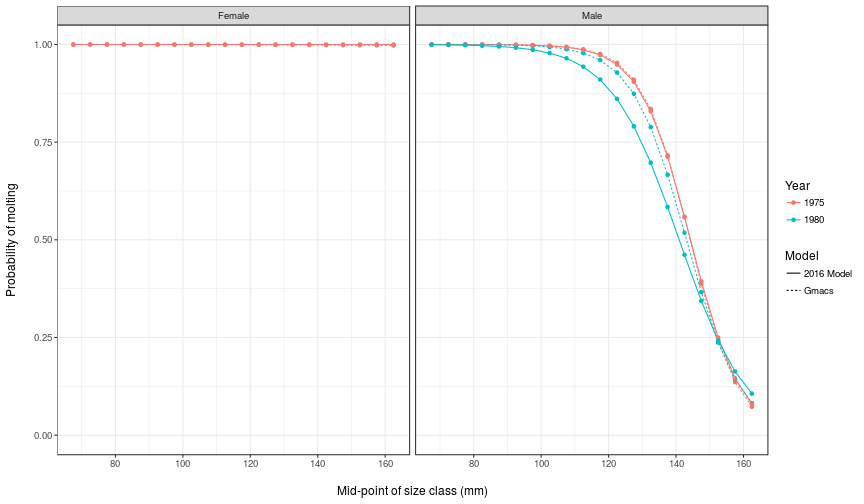 Female Male
1.00
0.75
0.50
0.25
0.00
80 100 120 140 160 80 100 120 140 160
Mid-point of size class (mm)
Probability of molting
Year
1975
1980
Model
2016 Model
Gmacs